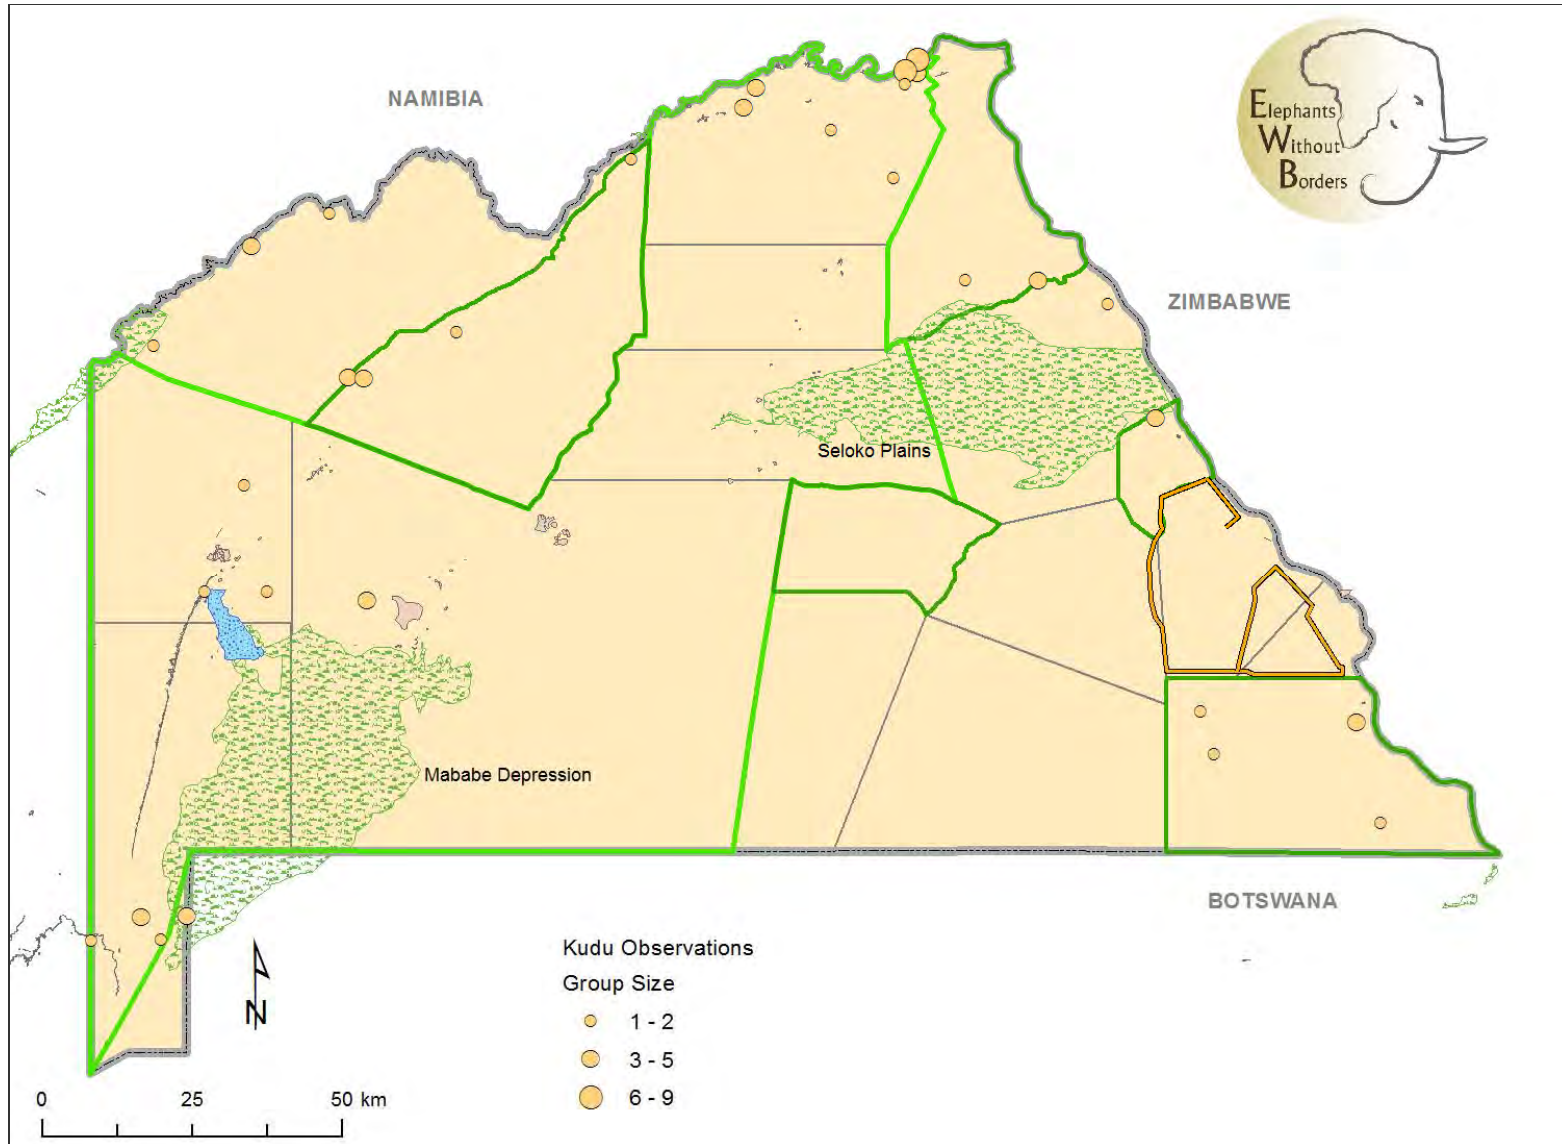 NAMIBIA
Elephants
Without
Borders
ZIMBABWE
Seloko Plains
Mababe Depression
BOTSWANA
N
Kudu Observations
Group Size
1 - 2
3 - 5
6 - 9
0 25 50 km